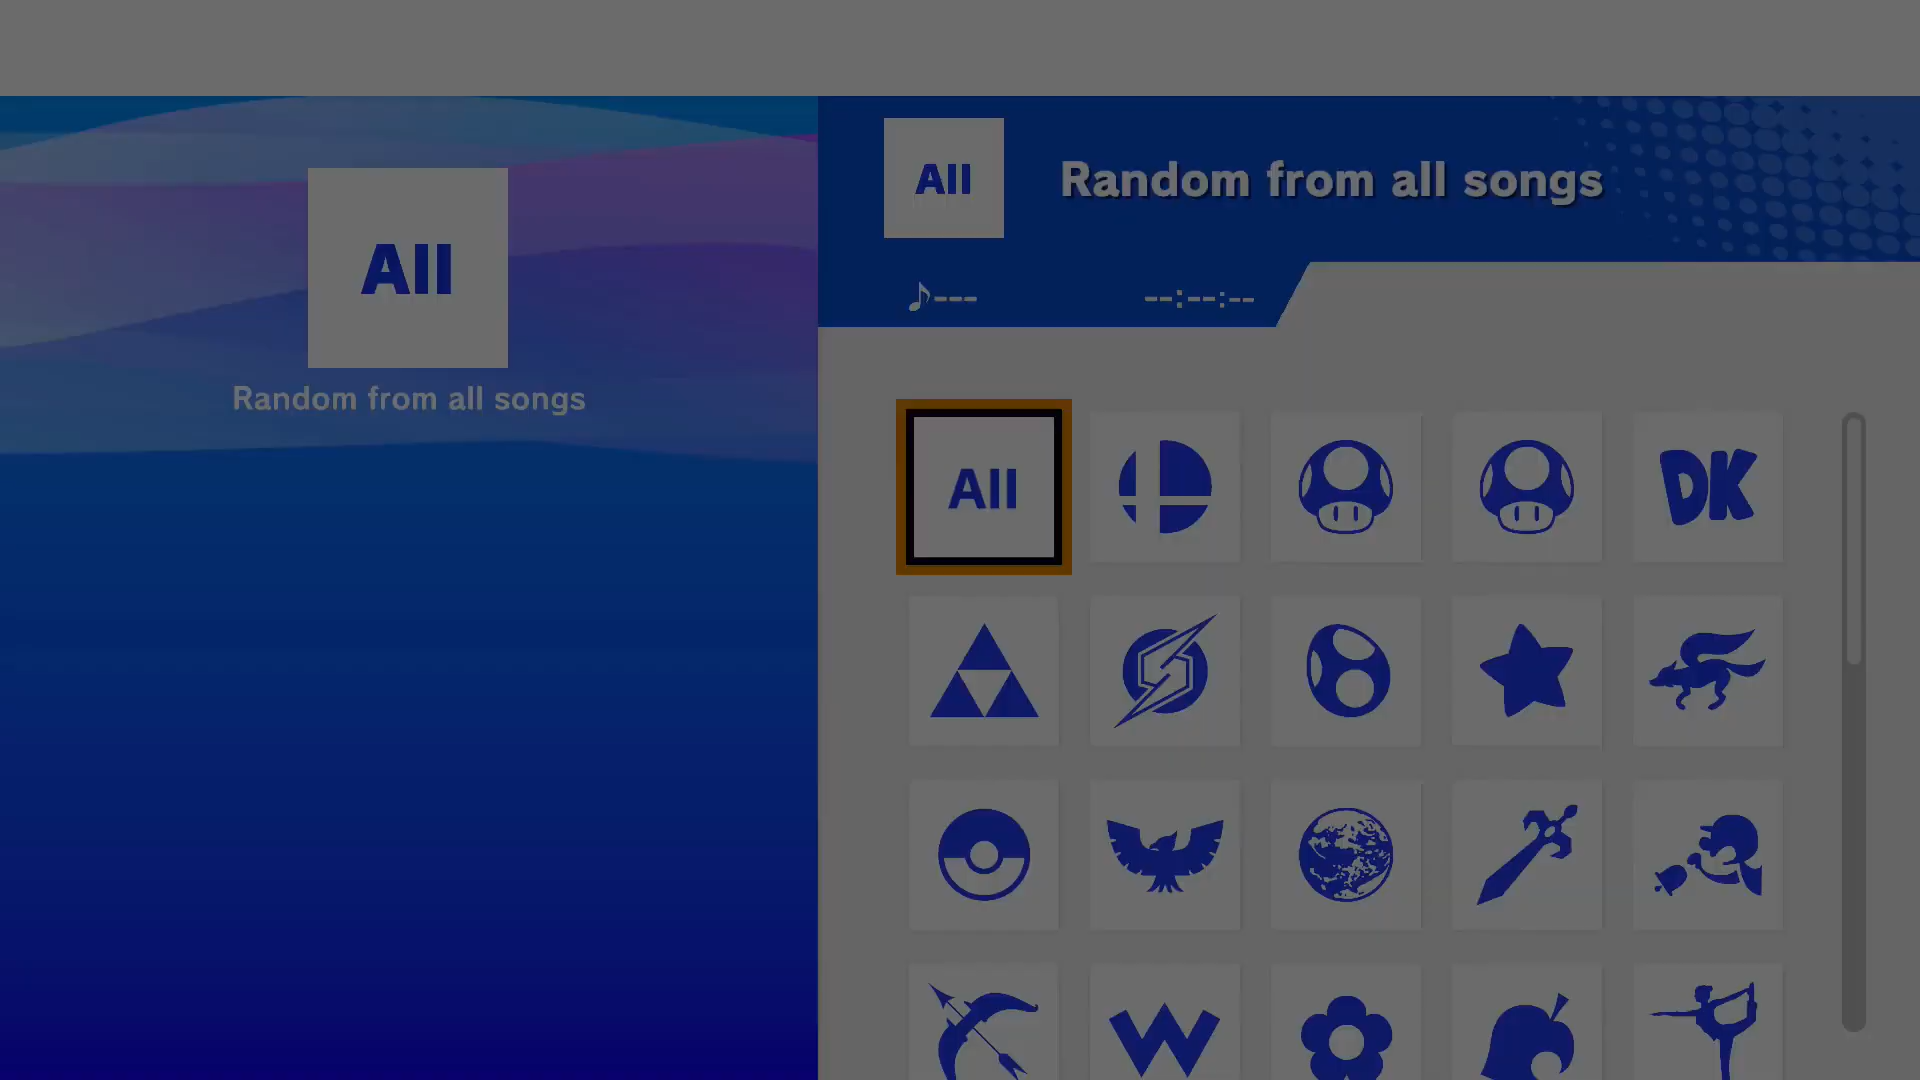 All
Random from all songs
All
Random from all songs
♪---
--:--:--
All
DK